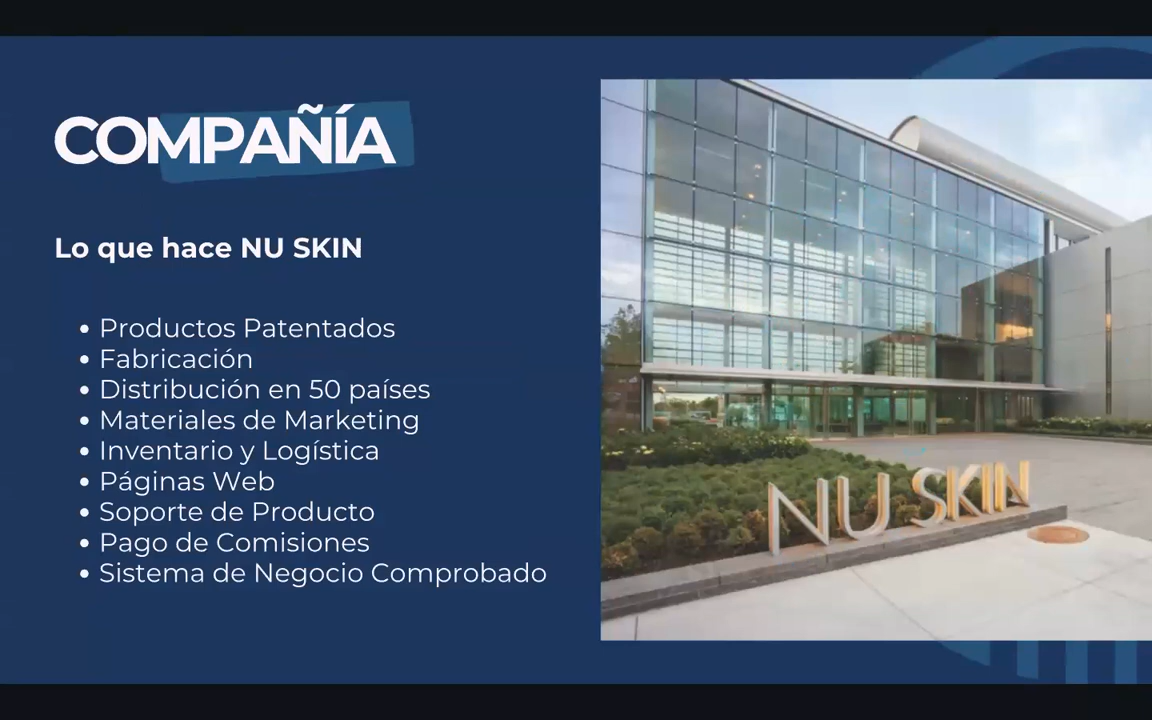 COMPAÑÍA
Lo que hace NU SKIN
• Productos Patentados
• Fabricación
• Distribución en 50 países
• Materiales de Marketing
• Inventario y Logística
• Páginas Web
• Soporte de Producto
• Pago de Comisiones
• Sistema de Negocio Comprobado
NU SKIN